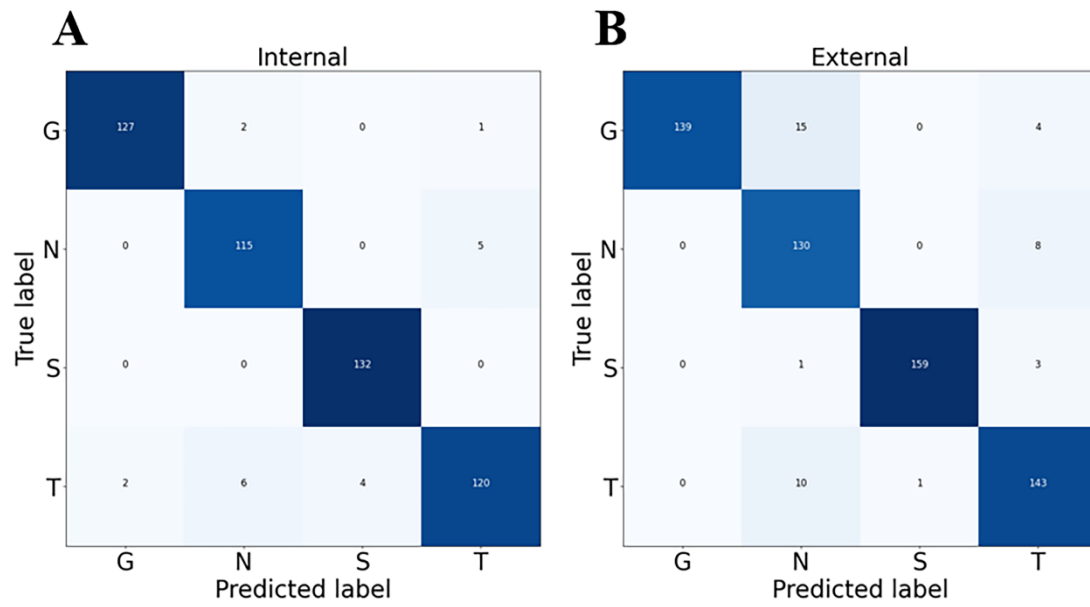 A
Internal
G 127 2 0 1
N 0 115 0 5
S 0 0 132 0
T 2 6 4 120
G N S T
Predicted label
True label
B
External
G 139 15 0 4
N 0 130 0 8
S 0 1 159 3
T 0 10 1 143
G N S T
Predicted label
True label